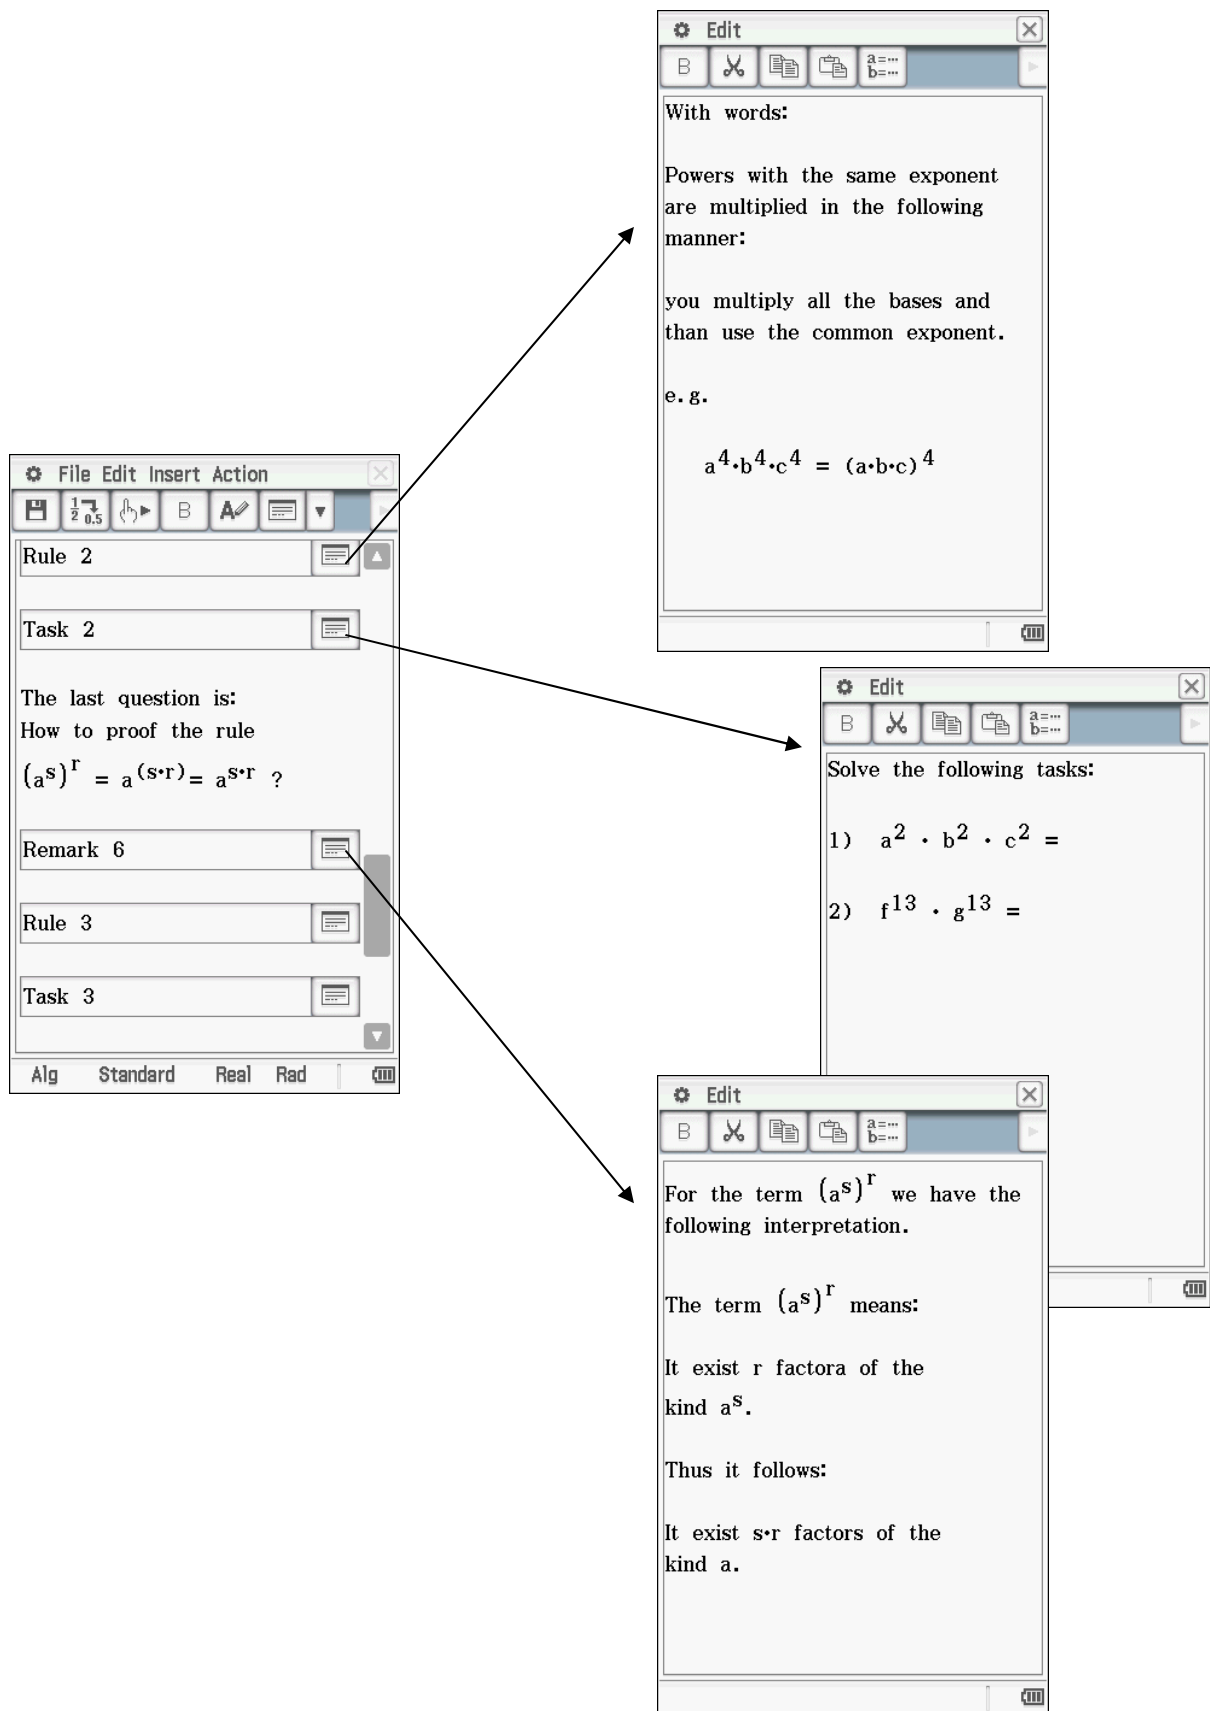 File Edit Insert Action
1/2 0.5 B A
Rule 2
Task 2
The last question is:
How to proof the rule
(a^s)^r = a^(s·r) = a^s·r ?
Remark 6
Rule 3
Task 3
Alg Standard Real Rad
Edit
B a=… b=…
With words:
Powers with the same exponent
are multiplied in the following
manner:
you multiply all the bases and
than use the common exponent.
e.g.
a^4·b^4·c^4 = (a·b·c)^4
Edit
B a=… b=…
Solve the following tasks:
1) a^2 · b^2 · c^2 =
2) f^13 · g^13 =
Edit
B a=… b=…
For the term (a^s)^r we have the
following interpretation.
The term (a^s)^r means:
It exist r factora of the
kind a^s.
Thus it follows:
It exist s·r factors of the
kind a.